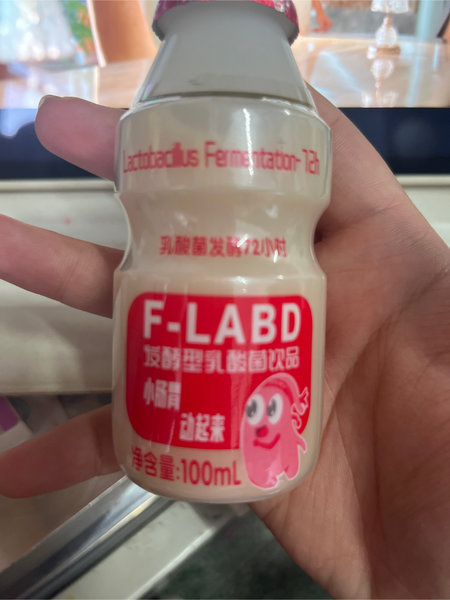 Lactobacillus Fermentation-72h
乳酸菌发酵72小时
F-LABD
发酵型乳酸菌饮品
小肠胃
动起来
净含量:100mL